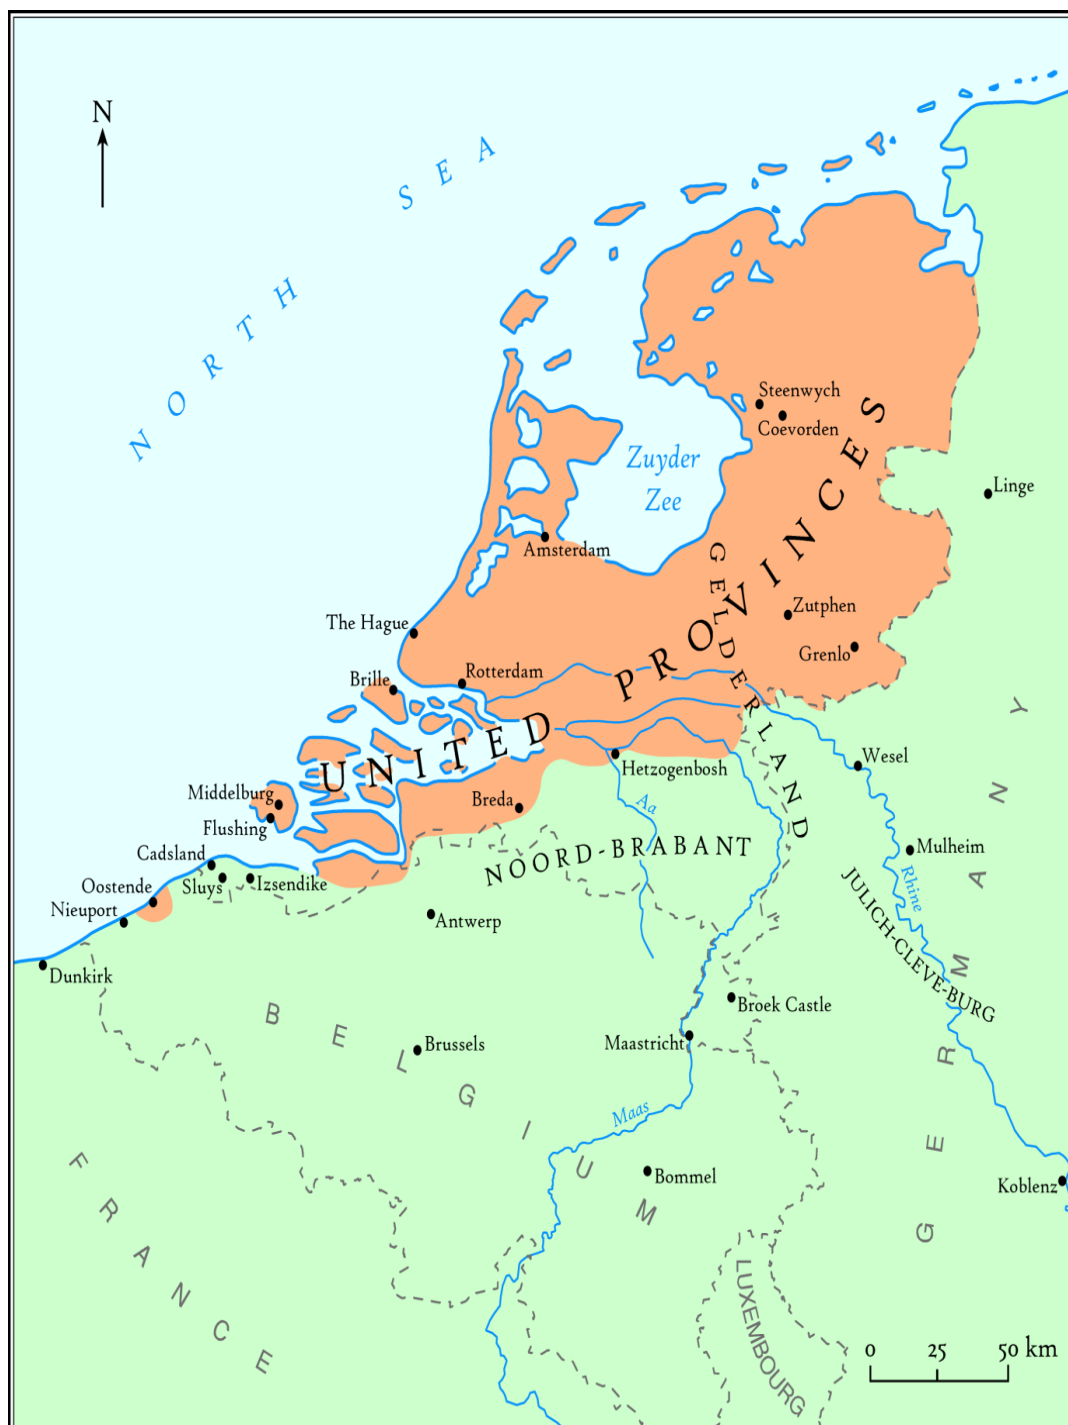 N
NORTH SEA
Steenwych
Coevorden
Zuyder
Zee
Linge
Amsterdam
GELDERLAND
UNITED PROVINCES
Zutphen
The Hague
Grenlo
Rotterdam
Brille
Wesel
Hetzogenbosh
Middelburg
Breda
Aa
Flushing
Mulheim
Cadsland
NOORD-BRABANT
Sluys
Izsendike
Oostende
Rhine
Nieuport
Antwerp
JULICH-CLEVE-BURG
GERMANY
Dunkirk
Broek Castle
BELGIUM
Brussels
Maastricht
Maas
Bommel
Koblenz
FRANCE
LUXEMBOURG
0 25 50 km